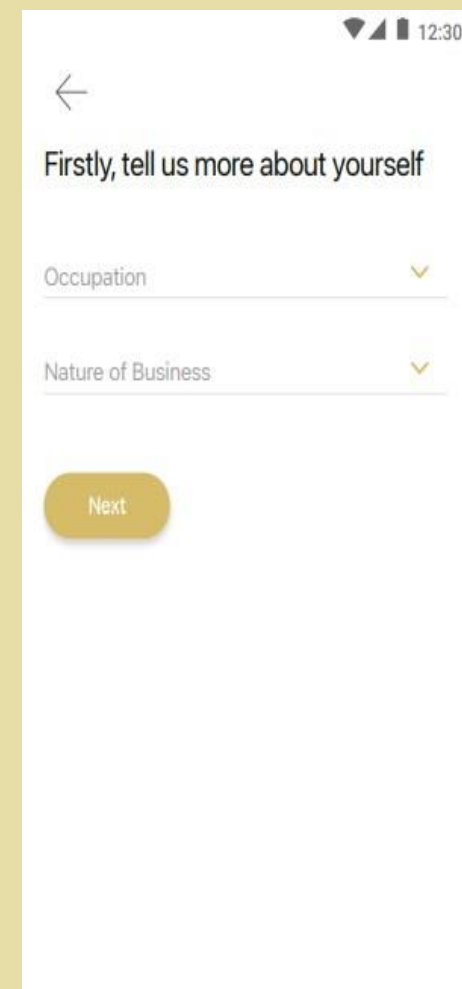 12:30
Firstly, tell us more about yourself
Occupation
Nature of Business
Next